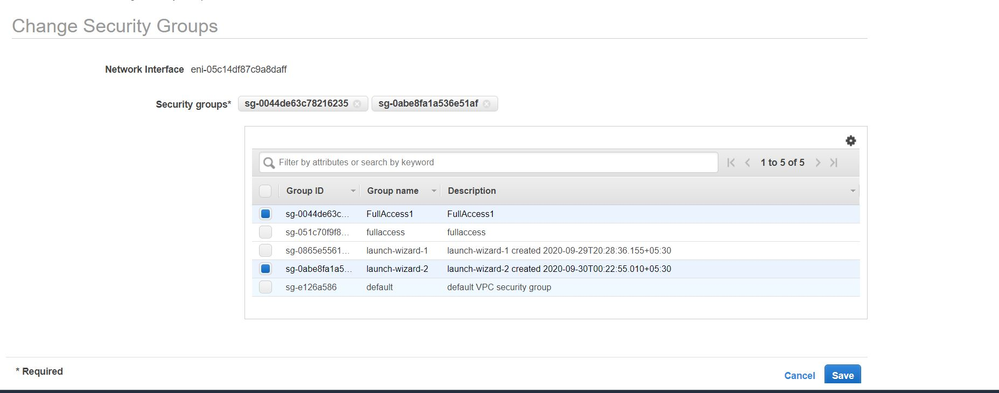 Change Security Groups
Network Interface eni-05c14df87c9a8daff
Security groups* sg-0044de63c78216235 sg-0abe8fa1a536e51af
Filter by attributes or search by keyword 1 to 5 of 5
Group ID Group name Description
sg-0044de63c... FullAccess1 FullAccess1
sg-051c70f9f8... fullaccess fullaccess
sg-0865e5561... launch-wizard-1 launch-wizard-1 created 2020-09-29T20:28:36.155+05:30
sg-0abe8fa1a5... launch-wizard-2 launch-wizard-2 created 2020-09-30T00:22:55.010+05:30
sg-e126a586 default default VPC security group
* Required
Cancel Save